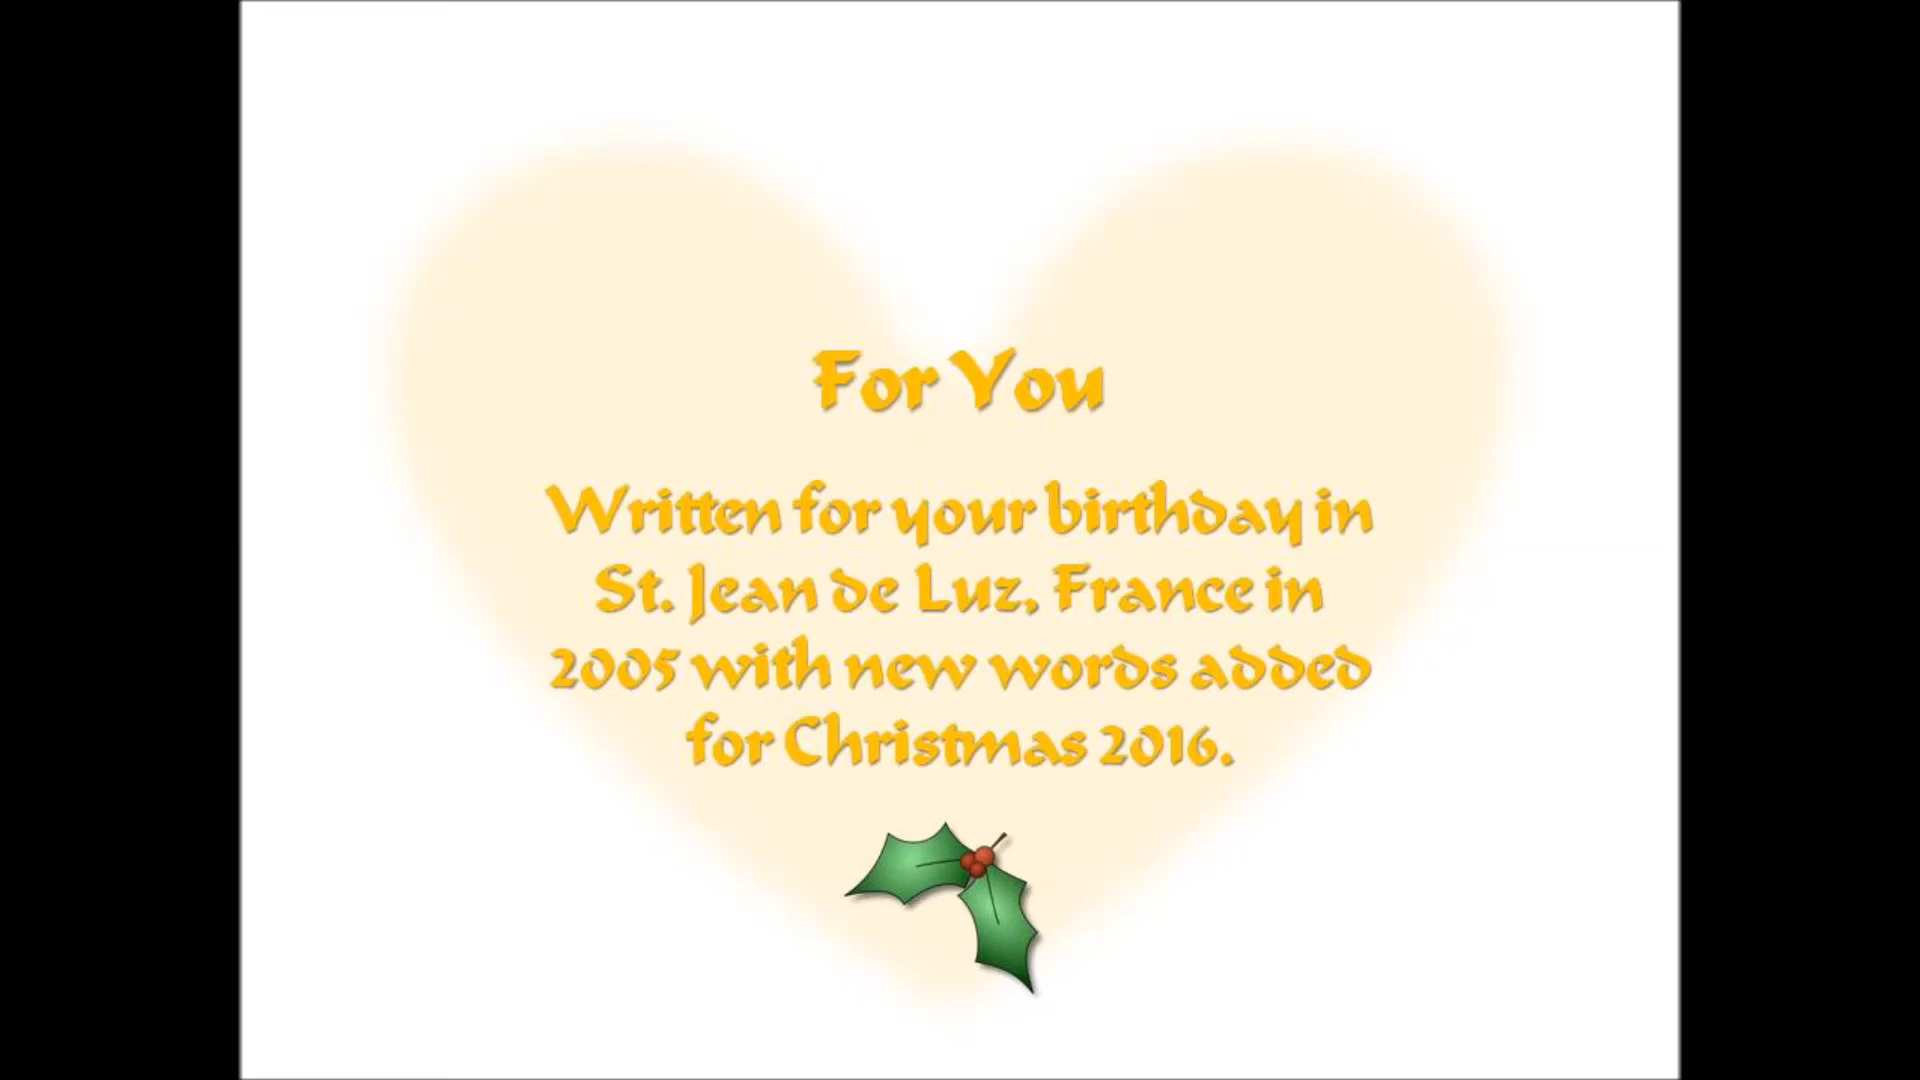 For You
Written for your birthday in
St. Jean de Luz, France in
2005 with new words added
for Christmas 2016.